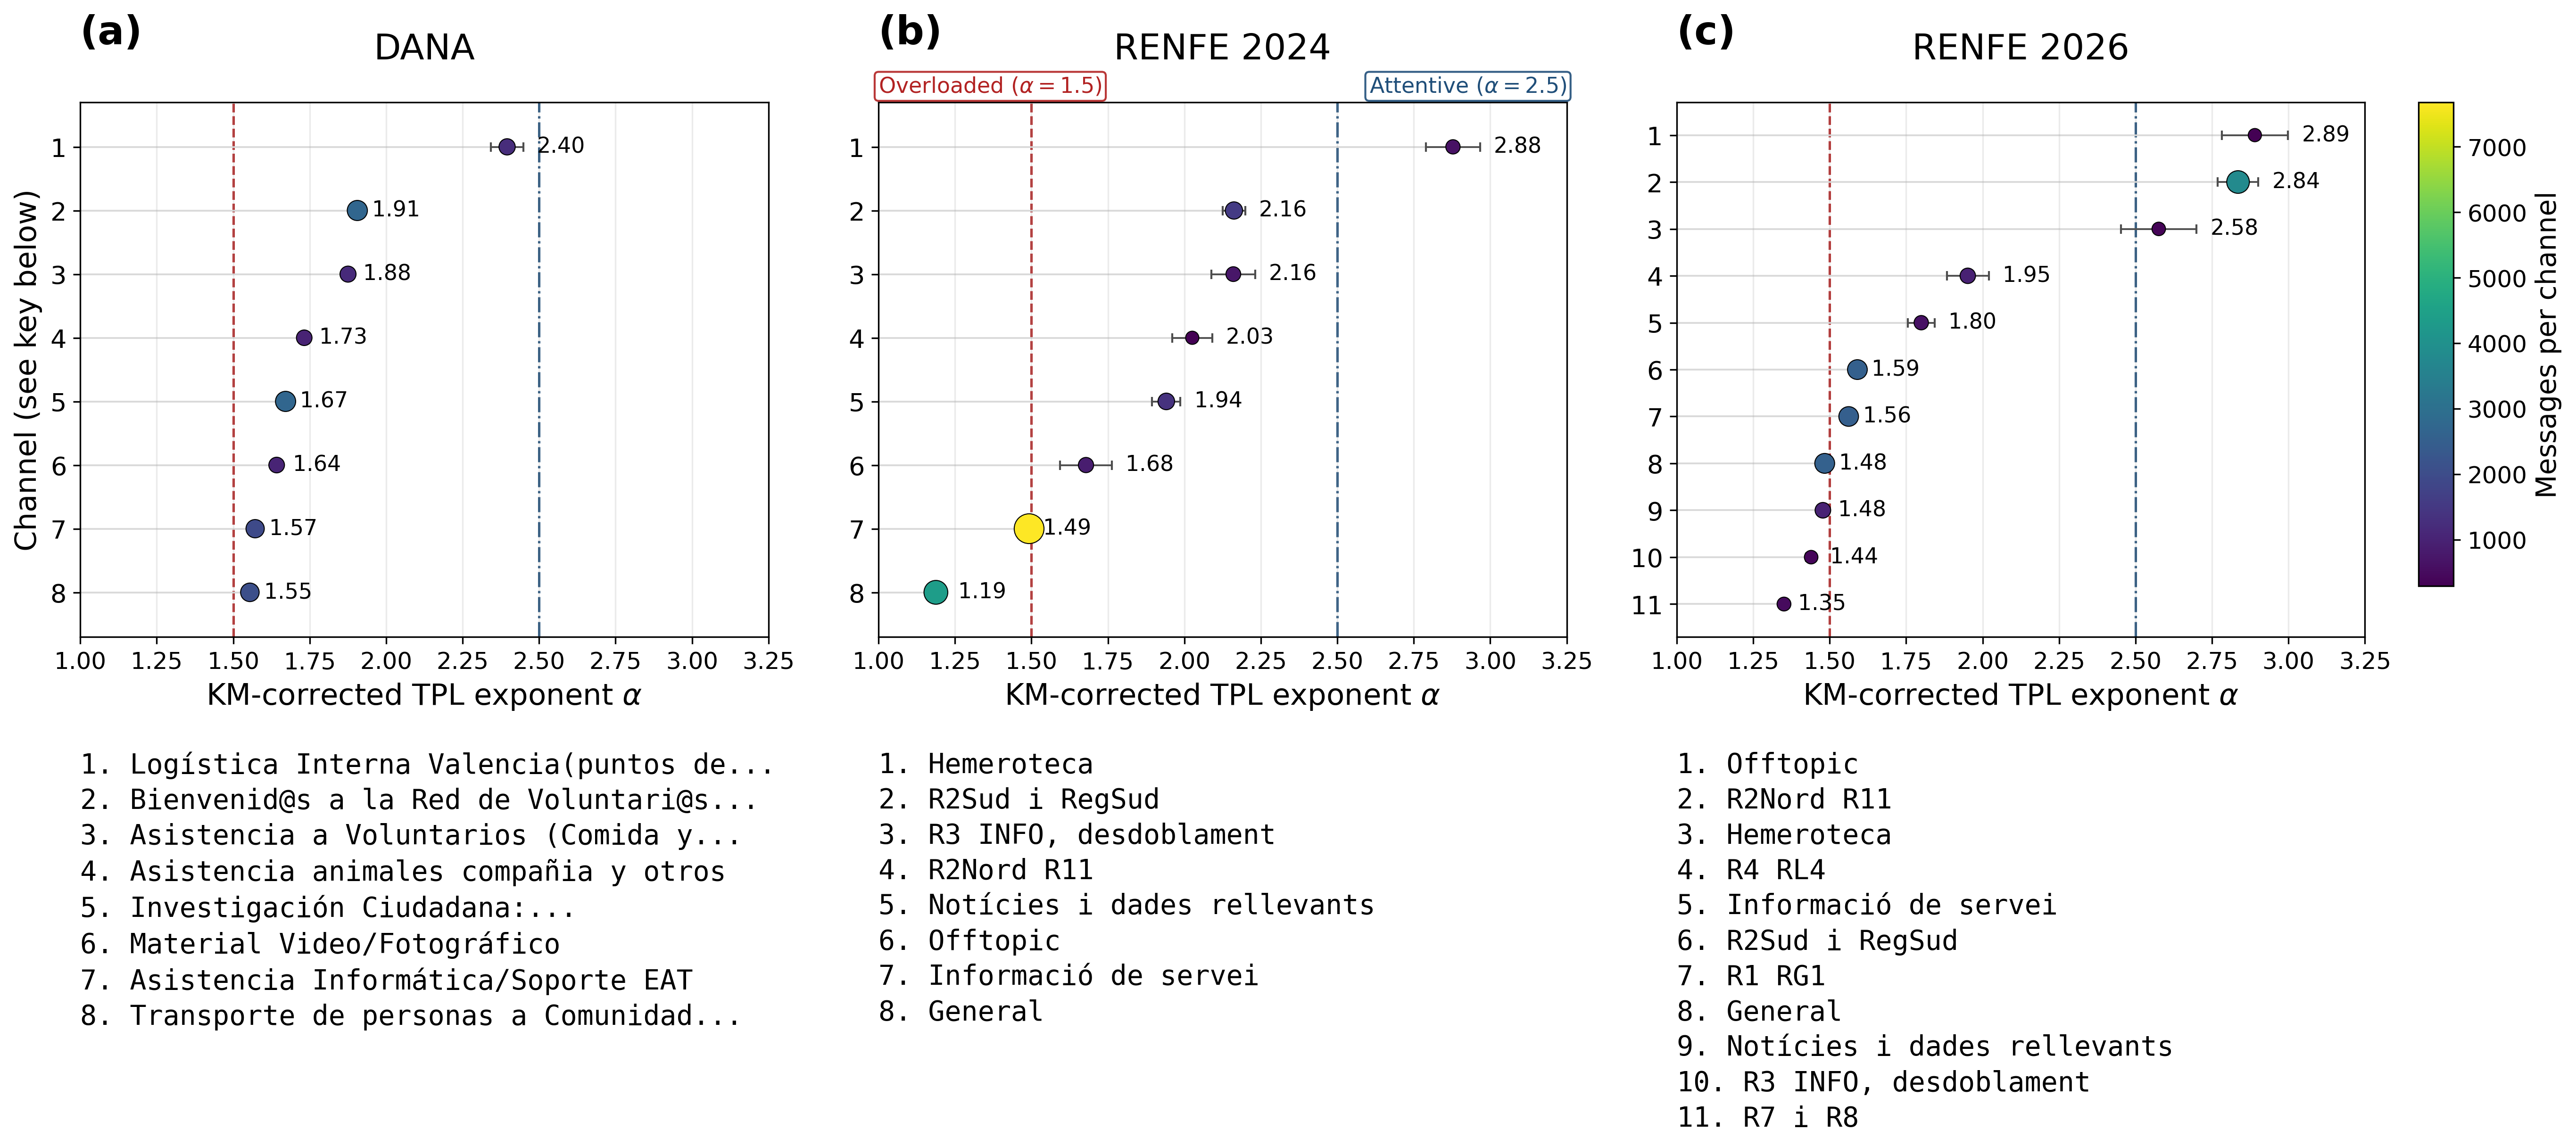 (a)
DANA
Channel (see key below)
1
2
3
4
5
6
7
8
2.40
1.91
1.88
1.73
1.67
1.64
1.57
1.55
1.00 1.25 1.50 1.75 2.00 2.25 2.50 2.75 3.00 3.25
KM-corrected TPL exponent α
1. Logística Interna Valencia(puntos de...
2. Bienvenid@s a la Red de Voluntari@s...
3. Asistencia a Voluntarios (Comida y...
4. Asistencia animales compañia y otros
5. Investigación Ciudadana:...
6. Material Video/Fotográfico
7. Asistencia Informática/Soporte EAT
8. Transporte de personas a Comunidad...
(b)
RENFE 2024
Overloaded (α = 1.5)
Attentive (α = 2.5)
1
2
3
4
5
6
7
8
2.88
2.16
2.16
2.03
1.94
1.68
1.49
1.19
1.00 1.25 1.50 1.75 2.00 2.25 2.50 2.75 3.00 3.25
KM-corrected TPL exponent α
1. Hemeroteca
2. R2Sud i RegSud
3. R3 INFO, desdoblament
4. R2Nord R11
5. Notícies i dades rellevants
6. Offtopic
7. Informació de servei
8. General
(c)
RENFE 2026
1
2
3
4
5
6
7
8
9
10
11
2.89
2.84
2.58
1.95
1.80
1.59
1.56
1.48
1.48
1.44
1.35
1.00 1.25 1.50 1.75 2.00 2.25 2.50 2.75 3.00 3.25
KM-corrected TPL exponent α
1. Offtopic
2. R2Nord R11
3. Hemeroteca
4. R4 RL4
5. Informació de servei
6. R2Sud i RegSud
7. R1 RG1
8. General
9. Notícies i dades rellevants
10. R3 INFO, desdoblament
11. R7 i R8
7000
6000
5000
4000
3000
2000
1000
Messages per channel